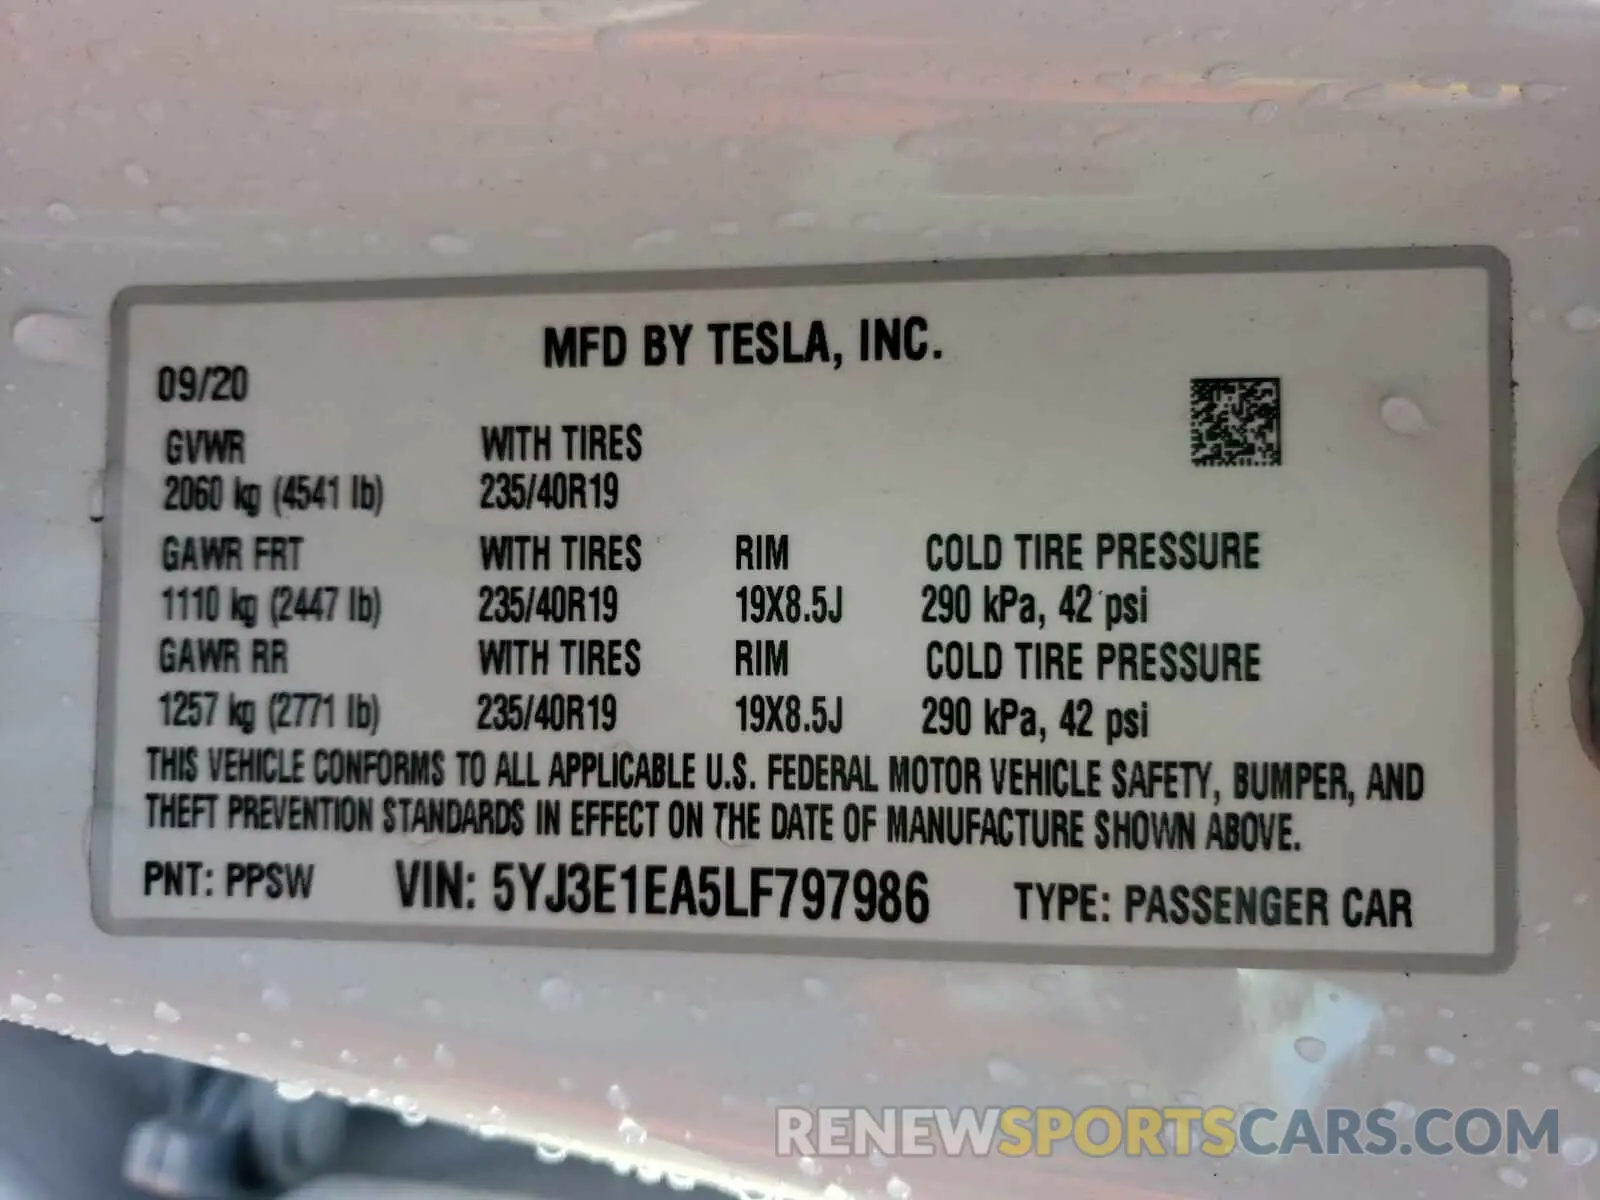 MFD BY TESLA, INC.
09/20
GVWR WITH TIRES
2060 kg (4541 lb) 235/40R19
GAWR FRT WITH TIRES RIM COLD TIRE PRESSURE
1110 kg (2447 lb) 235/40R19 19X8.5J 290 kPa, 42 psi
GAWR RR WITH TIRES RIM COLD TIRE PRESSURE
1257 kg (2771 lb) 235/40R19 19X8.5J 290 kPa, 42 psi
THIS VEHICLE CONFORMS TO ALL APPLICABLE U.S. FEDERAL MOTOR VEHICLE SAFETY, BUMPER, AND
THEFT PREVENTION STANDARDS IN EFFECT ON THE DATE OF MANUFACTURE SHOWN ABOVE.
PNT: PPSW VIN: 5YJ3E1EA5LF797986 TYPE: PASSENGER CAR
RENEWSPORTSCARS.COM